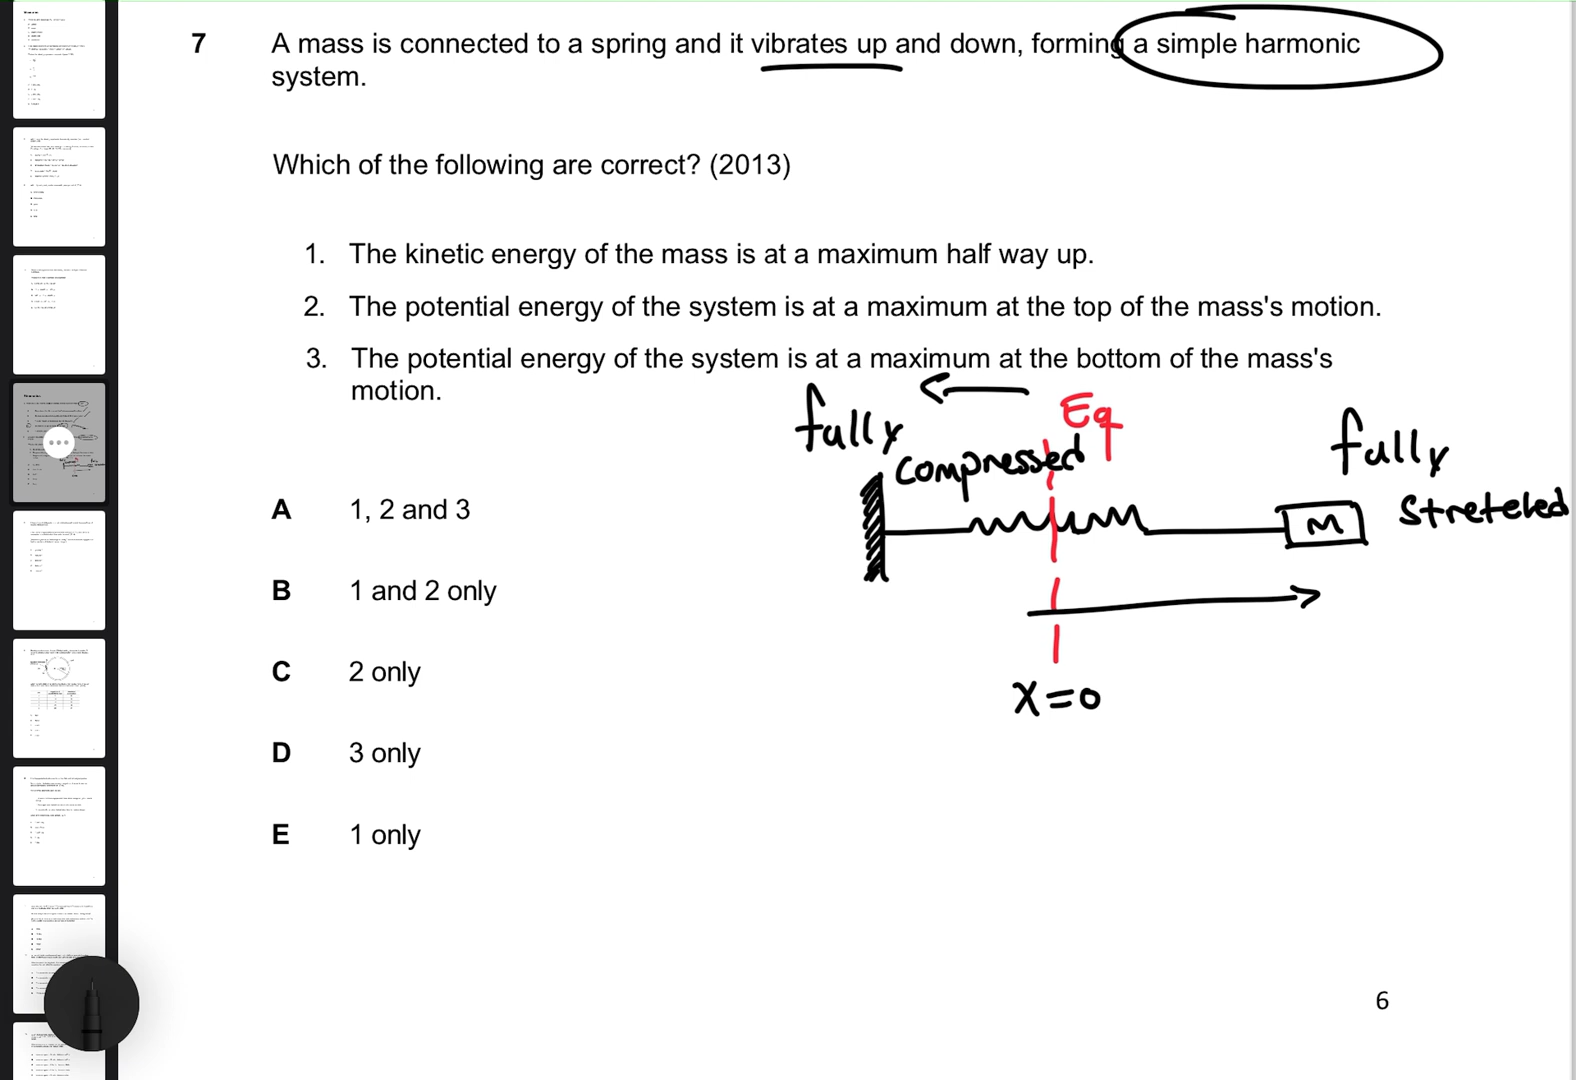 7 A mass is connected to a spring and it vibrates up and down, forming a simple harmonic
system.
Which of the following are correct? (2013)
1. The kinetic energy of the mass is at a maximum half way up.
2. The potential energy of the system is at a maximum at the top of the mass's motion.
3. The potential energy of the system is at a maximum at the bottom of the mass's
motion.
fully
compressed
Eq
fully
streteled
M
x=0
A 1, 2 and 3
B 1 and 2 only
C 2 only
D 3 only
E 1 only
6